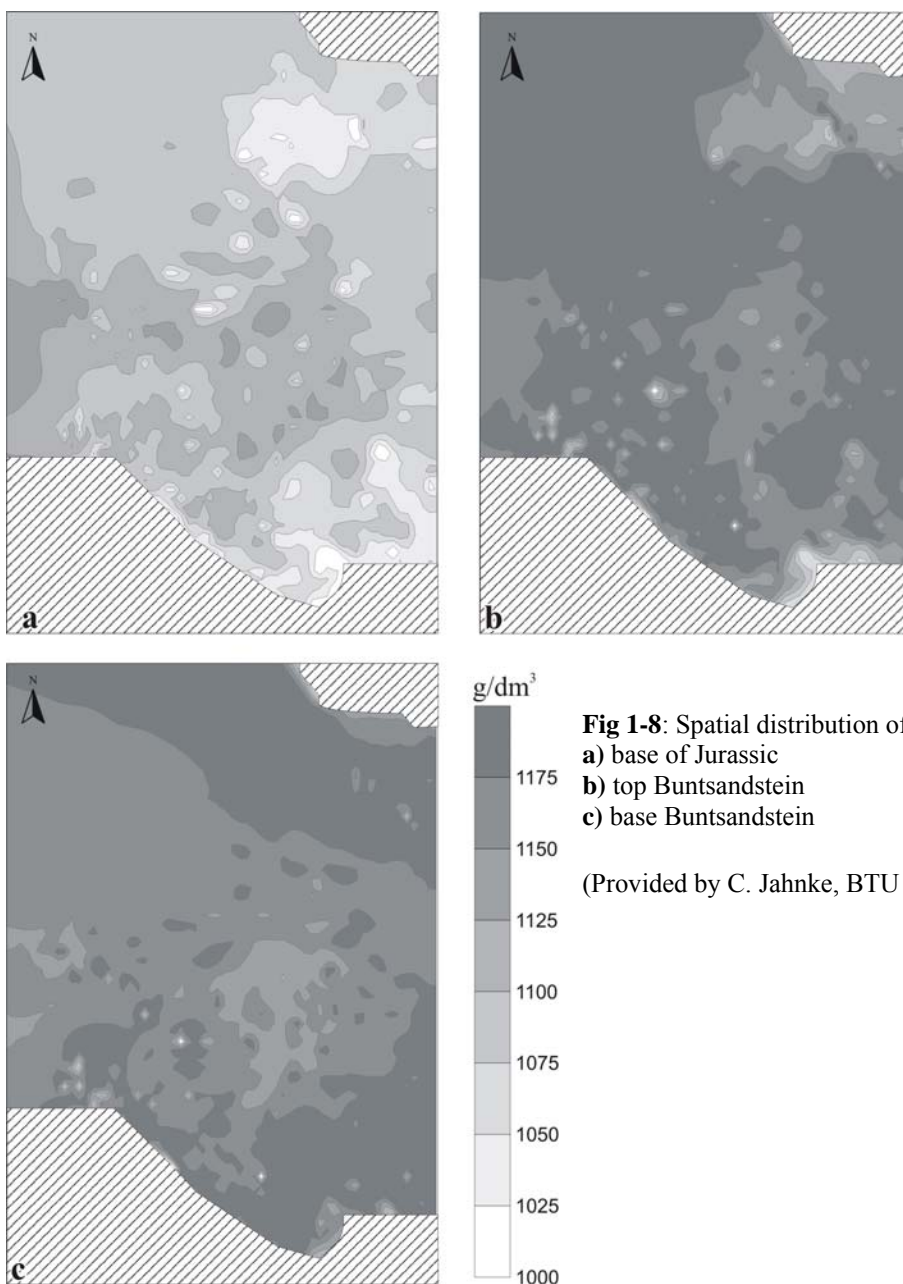 N
a
N
b
N
c
g/dm³
1175
1150
1125
1100
1075
1050
1025
1000
Fig 1-8: Spatial distribution of
a) base of Jurassic
b) top Buntsandstein
c) base Buntsandstein
(Provided by C. Jahnke, BTU